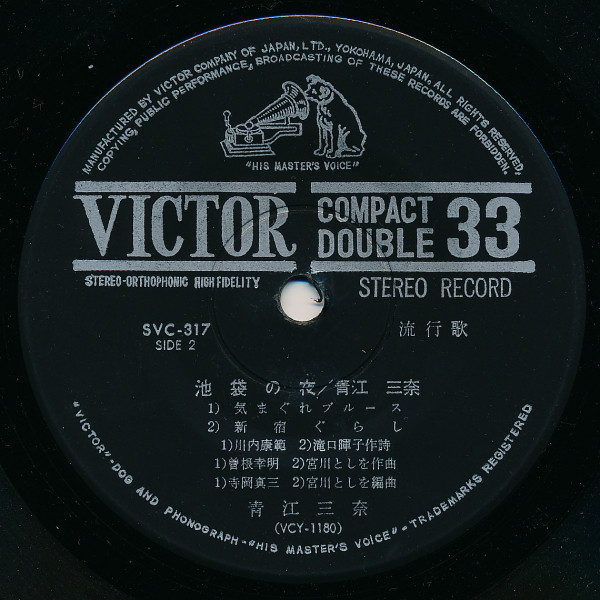 MANUFACTURED BY VICTOR COMPANY OF JAPAN, LTD., YOKOHAMA, JAPAN, ALL RIGHTS RESERVED.
COPYING, PUBLIC PERFORMANCE, BROADCASTING OF THESE RECORDS ARE FORBIDDEN.
"HIS MASTER'S VOICE"
VICTOR COMPACT DOUBLE 33
STEREO-ORTHOPHONIC HIGH FIDELITY STEREO RECORD
SVC-317 流行歌
SIDE 2
池袋の夜/青江 三奈
1) 気まぐれブルース
2) 新宿ぐらし
1)川内康範 2)滝口暉子作詩
1)曽根幸明 2)宮川としを作曲
1)寺岡真三 2)宮川としを編曲
青江三奈
(VCY-1180)
"VICTOR"-DOG AND PHONOGRAPH-"HIS MASTER'S VOICE"-TRADEMARKS REGISTERED